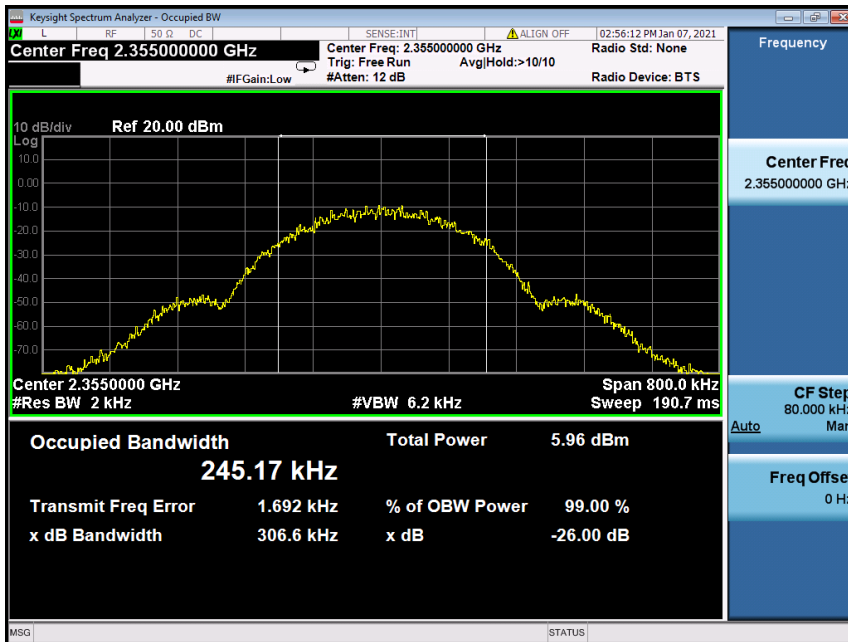 Keysight Spectrum Analyzer - Occupied BW
LXI L RF 50 Ω DC SENSE:INT ALIGN OFF 02:56:12 PM Jan 07, 2021
Center Freq 2.355000000 GHz
Center Freq: 2.355000000 GHz
Radio Std: None
Trig: Free Run Avg|Hold:>10/10
#IFGain:Low
#Atten: 12 dB
Radio Device: BTS
10 dB/div Ref 20.00 dBm
Log
10.0
0.00
-10.0
-20.0
-30.0
-40.0
-50.0
-60.0
-70.0
Center 2.3550000 GHz Span 800.0 kHz
#Res BW 2 kHz #VBW 6.2 kHz Sweep 190.7 ms
Occupied Bandwidth Total Power 5.96 dBm
245.17 kHz
Transmit Freq Error 1.692 kHz % of OBW Power 99.00 %
x dB Bandwidth 306.6 kHz x dB -26.00 dB
MSG STATUS
Frequency
Center Freq
2.355000000 GHz
CF Step
80.000 kHz
Auto Man
Freq Offset
0 Hz